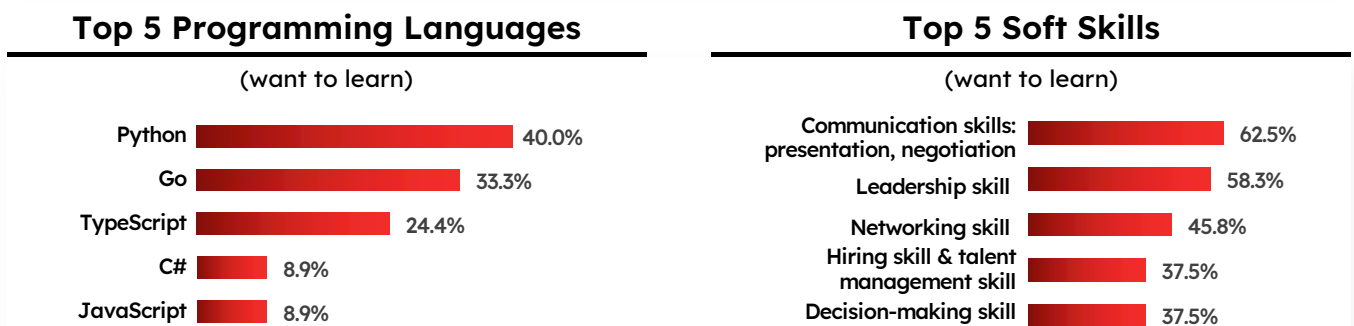 Top 5 Programming Languages
(want to learn)
Python 40.0%
Go 33.3%
TypeScript 24.4%
C# 8.9%
JavaScript 8.9%
Top 5 Soft Skills
(want to learn)
Communication skills:
presentation, negotiation 62.5%
Leadership skill 58.3%
Networking skill 45.8%
Hiring skill & talent
management skill 37.5%
Decision-making skill 37.5%